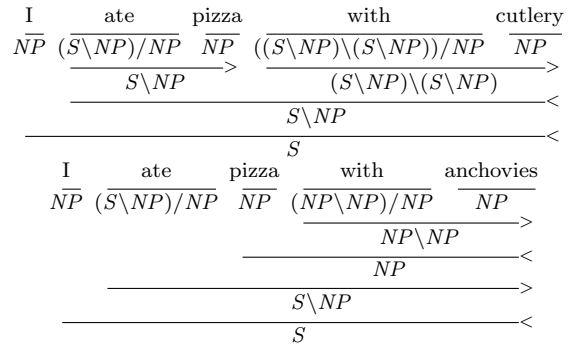 I ate pizza with cutlery
NP (S\NP)/NP NP ((S\NP)\(S\NP))/NP NP
> >
S\NP (S\NP)\(S\NP)
<
S\NP
<
S
I ate pizza with anchovies
NP (S\NP)/NP NP (NP\NP)/NP NP
>
NP\NP
<
NP
>
S\NP
<
S